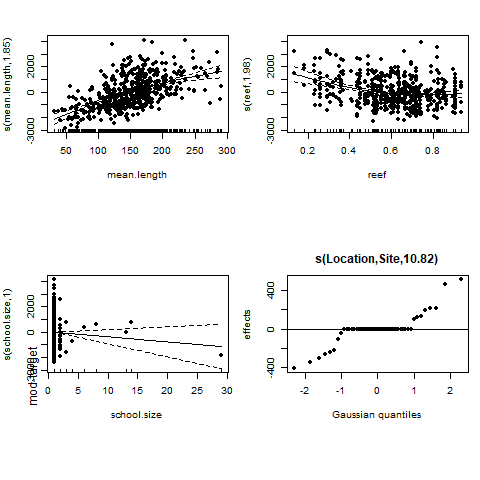 s(mean.length,1.85)
-3000 0 2000
50 100 150 200 250 300
mean.length
s(reef,1.98)
-3000 0 2000
0.2 0.4 0.6 0.8
reef
s(school.size,1)
-3000 0 2000
0 5 10 15 20 25 30
school.size
s(Location,Site,10.82)
effects
-400 0 400
-2 -1 0 1 2
Gaussian quantiles